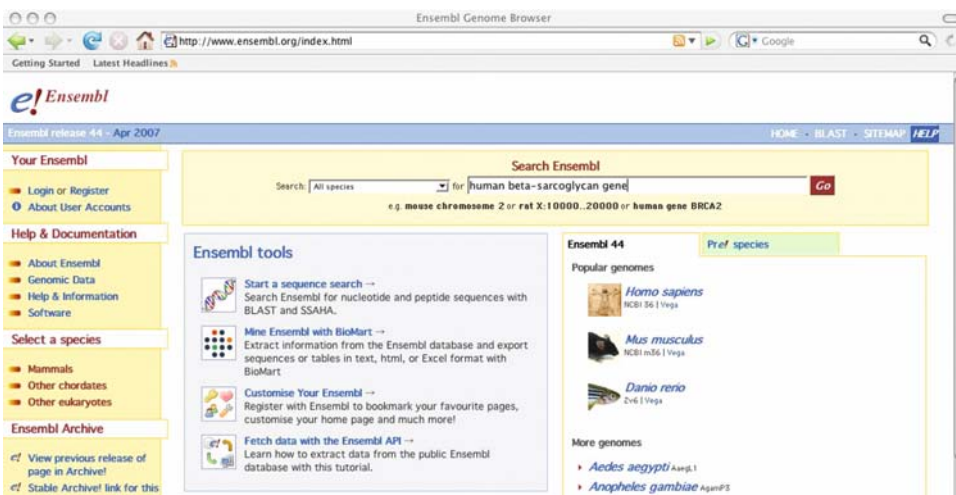 Ensembl Genome Browser
http://www.ensembl.org/index.html
Google
Getting Started Latest Headlines
e! Ensembl
Ensembl release 44 - Apr 2007
HOME - BLAST - SITEMAP HELP
Your Ensembl
Login or Register
About User Accounts
Help & Documentation
About Ensembl
Genomic Data
Help & Information
Software
Select a species
Mammals
Other chordates
Other eukaryotes
Ensembl Archive
View previous release of
page in Archive!
Stable Archive! link for this
Search Ensembl
Search: All species for human beta-sarcoglycan gene Go
e.g. mouse chromosome 2 or rat X:10000..20000 or human gene BRCA2
Ensembl tools
Start a sequence search →
Search Ensembl for nucleotide and peptide sequences with
BLAST and SSAHA.
Mine Ensembl with BioMart →
Extract information from the Ensembl database and export
sequences or tables in text, html, or Excel format with
BioMart
Customise Your Ensembl →
Register with Ensembl to bookmark your favourite pages,
customise your home page and much more!
Fetch data with the Ensembl API →
Learn how to extract data from the public Ensembl
database with this tutorial.
Ensembl 44 Pre! species
Popular genomes
Homo sapiens
NCBI 36 | Vega
Mus musculus
NCBI m36 | Vega
Danio rerio
Zv6 | Vega
More genomes
Aedes aegypti AaegL1
Anopheles gambiae AgamP3